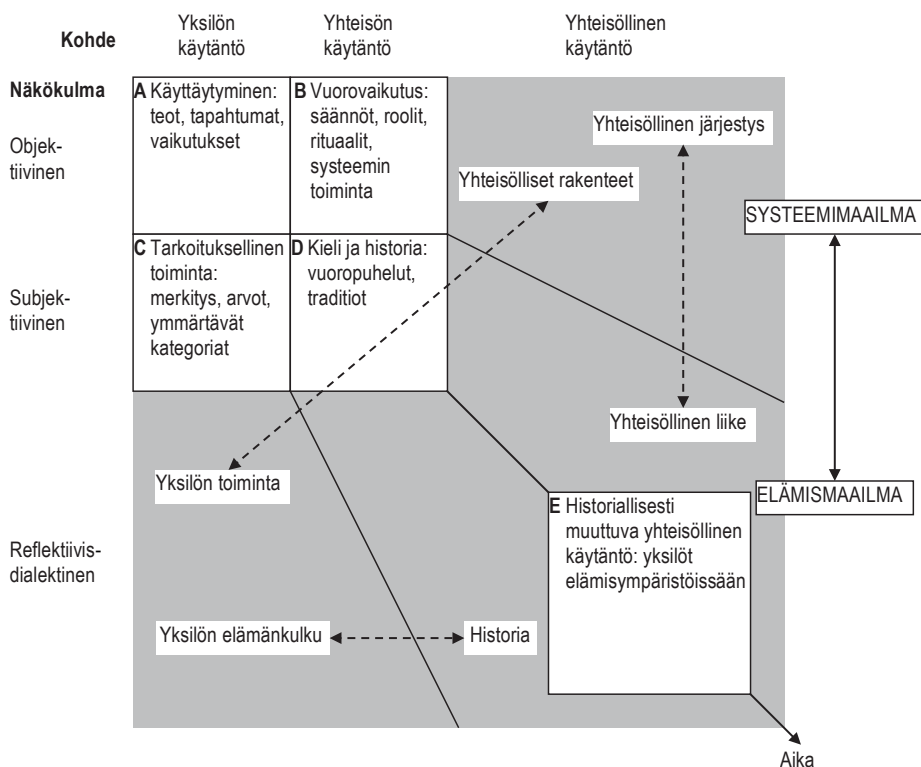 Kohde
Yksilön
käytäntö
Yhteisön
käytäntö
Yhteisöllinen
käytäntö
Näkökulma
Objek-
tiivinen
A Käyttäytyminen:
teot, tapahtumat,
vaikutukset
B Vuorovaikutus:
säännöt, roolit,
rituaalit,
systeemin
toiminta
Yhteisöllinen järjestys
Yhteisölliset rakenteet
SYSTEEMIMAAILMA
Subjek-
tiivinen
C Tarkoituksellinen
toiminta:
merkitys, arvot,
ymmärtävät
kategoriat
D Kieli ja historia:
vuoropuhelut,
traditiot
Yhteisöllinen liike
Yksilön toiminta
ELÄMISMAAILMA
Reflektiivis-
dialektinen
E Historiallisesti
muuttuva yhteisöllinen
käytäntö: yksilöt
elämisympäristöissään
Yksilön elämänkulku
Historia
Aika